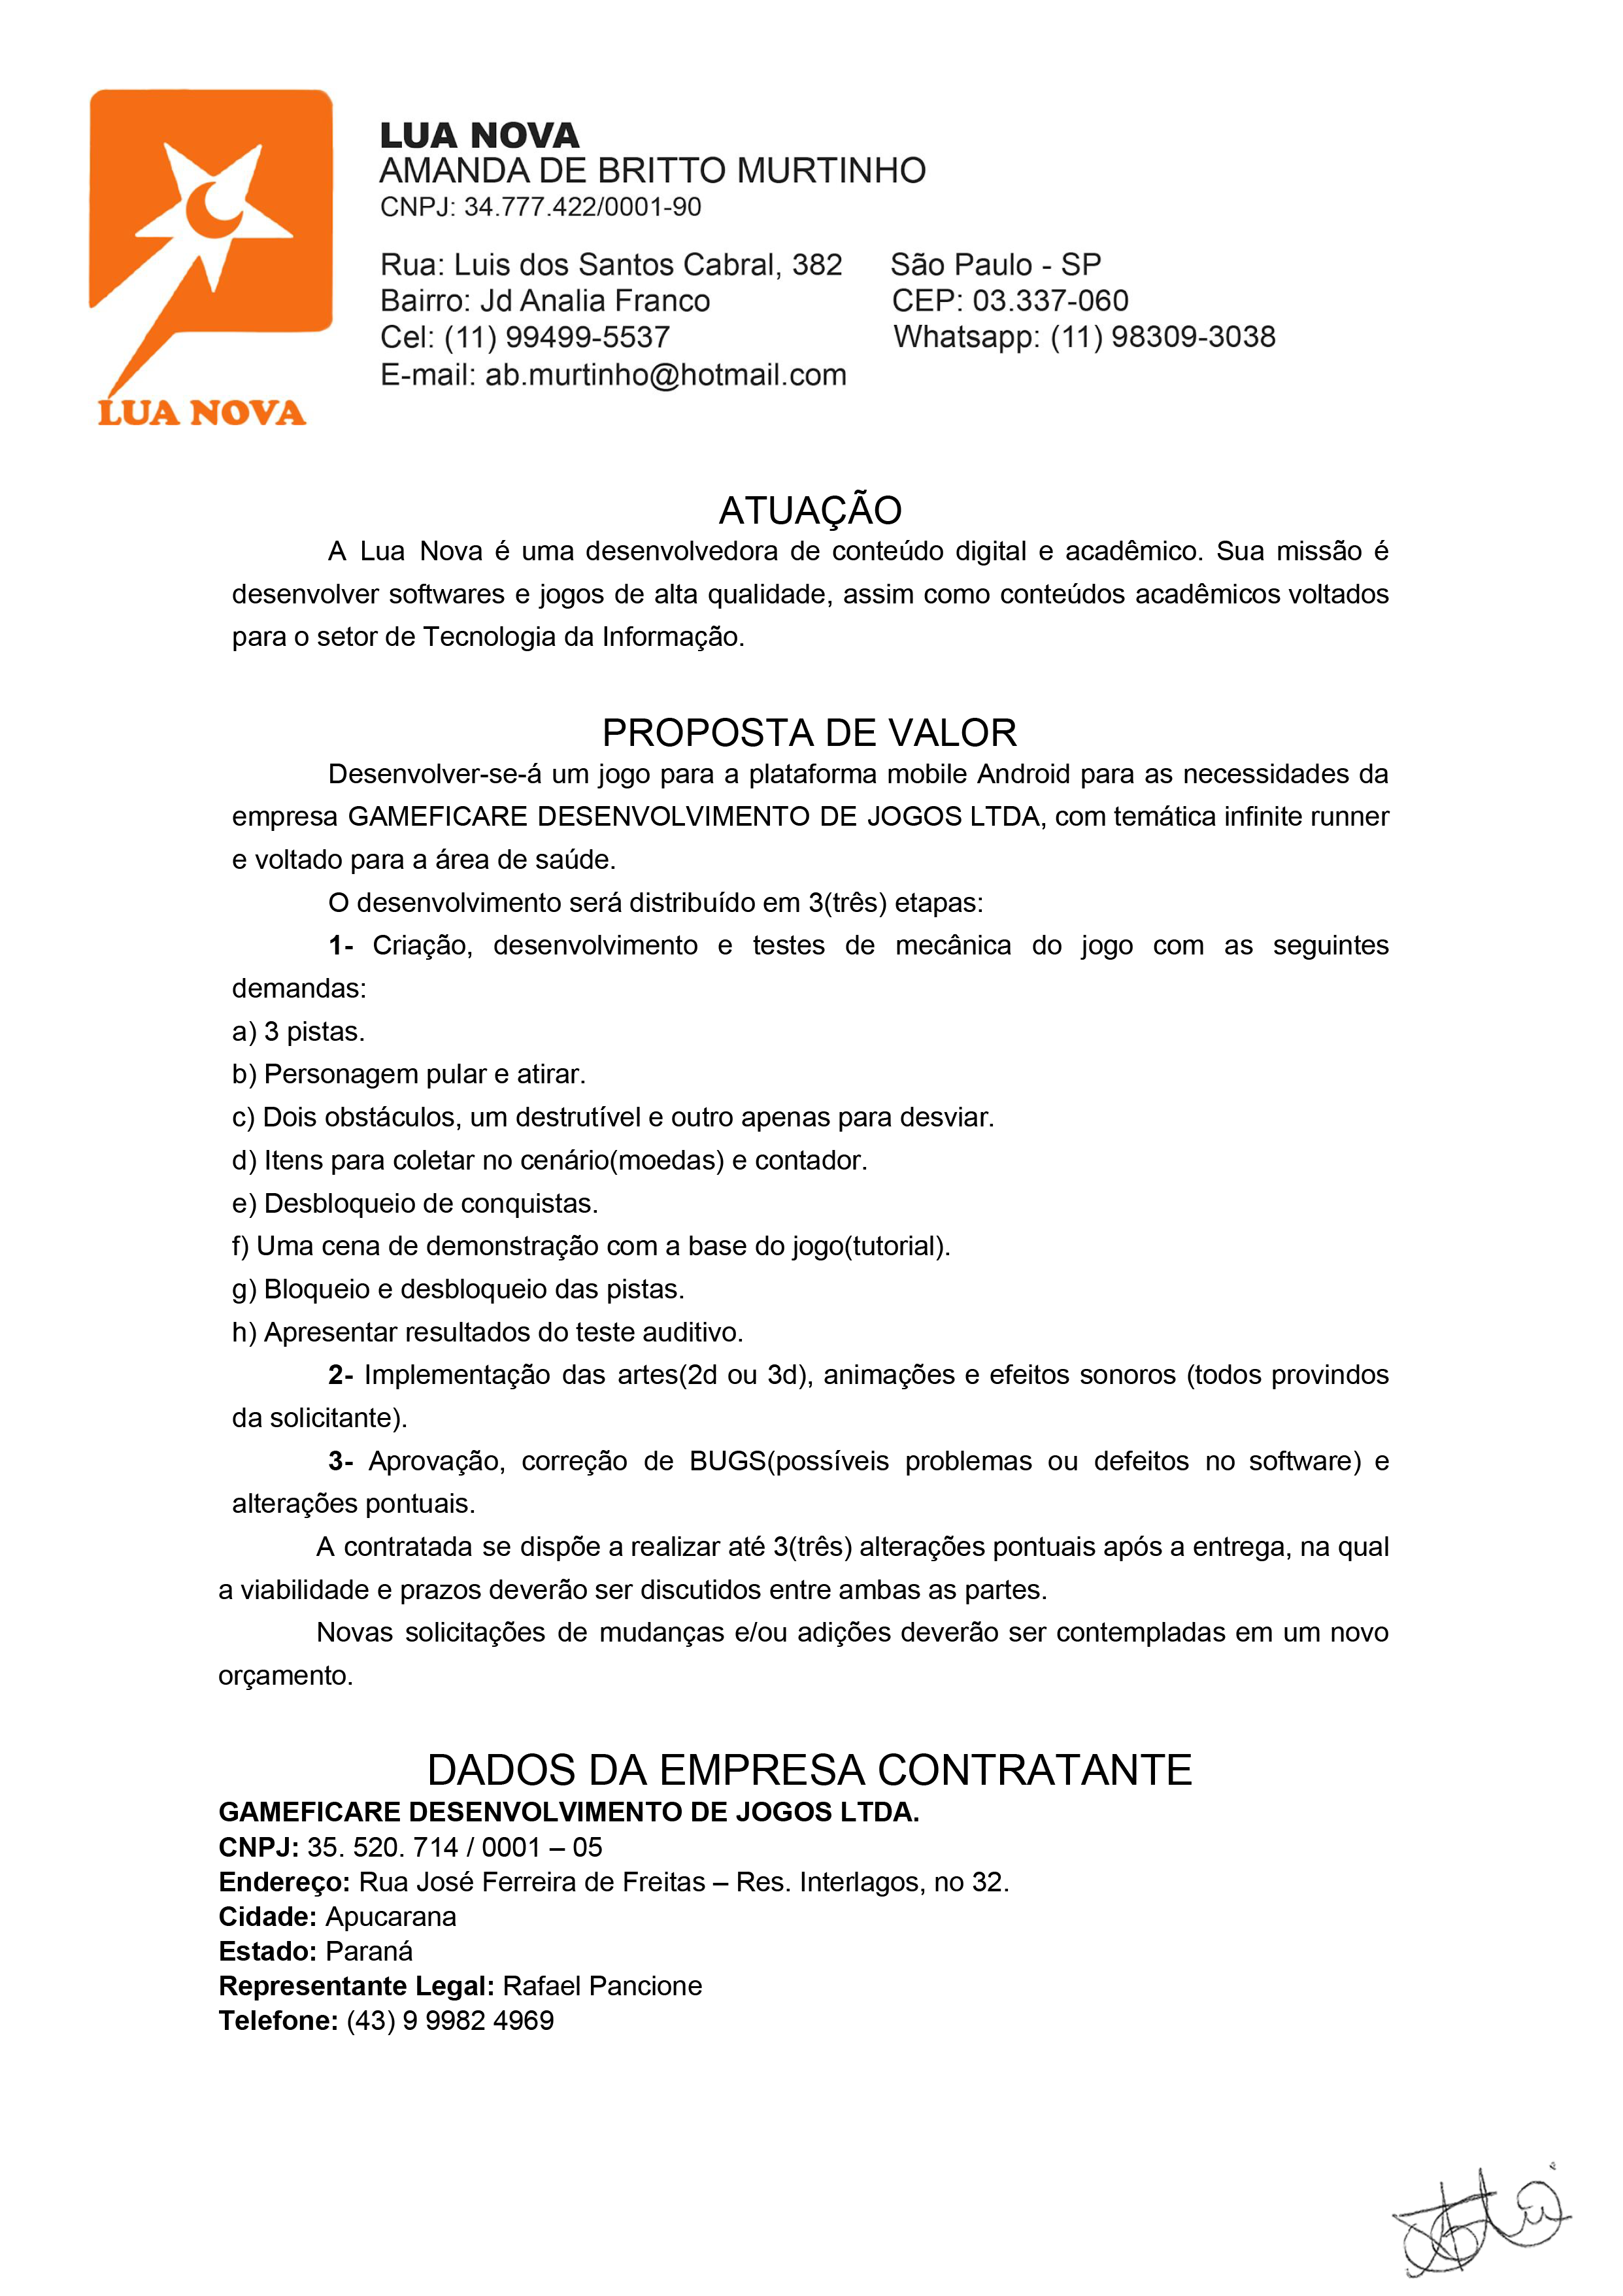 LUA NOVA
LUA NOVA
AMANDA DE BRITTO MURTINHO
CNPJ: 34.777.422/0001-90
Rua: Luis dos Santos Cabral, 382 São Paulo - SP
Bairro: Jd Analia Franco CEP: 03.337-060
Cel: (11) 99499-5537 Whatsapp: (11) 98309-3038
E-mail: ab.murtinho@hotmail.com
ATUAÇÃO
A Lua Nova é uma desenvolvedora de conteúdo digital e acadêmico. Sua missão é
desenvolver softwares e jogos de alta qualidade, assim como conteúdos acadêmicos voltados
para o setor de Tecnologia da Informação.
PROPOSTA DE VALOR
Desenvolver-se-á um jogo para a plataforma mobile Android para as necessidades da
empresa GAMEFICARE DESENVOLVIMENTO DE JOGOS LTDA, com temática infinite runner
e voltado para a área de saúde.
O desenvolvimento será distribuído em 3(três) etapas:
1- Criação, desenvolvimento e testes de mecânica do jogo com as seguintes
demandas:
a) 3 pistas.
b) Personagem pular e atirar.
c) Dois obstáculos, um destrutível e outro apenas para desviar.
d) Itens para coletar no cenário(moedas) e contador.
e) Desbloqueio de conquistas.
f) Uma cena de demonstração com a base do jogo(tutorial).
g) Bloqueio e desbloqueio das pistas.
h) Apresentar resultados do teste auditivo.
2- Implementação das artes(2d ou 3d), animações e efeitos sonoros (todos provindos
da solicitante).
3- Aprovação, correção de BUGS(possíveis problemas ou defeitos no software) e
alterações pontuais.
A contratada se dispõe a realizar até 3(três) alterações pontuais após a entrega, na qual
a viabilidade e prazos deverão ser discutidos entre ambas as partes.
Novas solicitações de mudanças e/ou adições deverão ser contempladas em um novo
orçamento.
DADOS DA EMPRESA CONTRATANTE
GAMEFICARE DESENVOLVIMENTO DE JOGOS LTDA.
CNPJ: 35. 520. 714 / 0001 – 05
Endereço: Rua José Ferreira de Freitas – Res. Interlagos, no 32.
Cidade: Apucarana
Estado: Paraná
Representante Legal: Rafael Pancione
Telefone: (43) 9 9982 4969